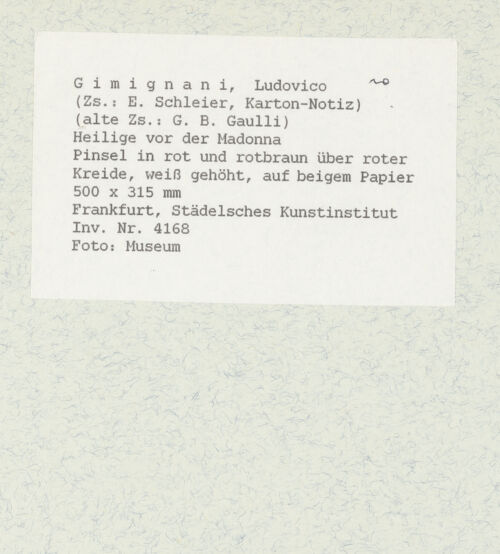 G i m i g n a n i, Ludovico
(Zs.: E. Schleier, Karton-Notiz)
(alte Zs.: G. B. Gaulli)
Heilige vor der Madonna
Pinsel in rot und rotbraun über roter
Kreide, weiß gehöht, auf beigem Papier
500 x 315 mm
Frankfurt, Städelsches Kunstinstitut
Inv. Nr. 4168
Foto: Museum